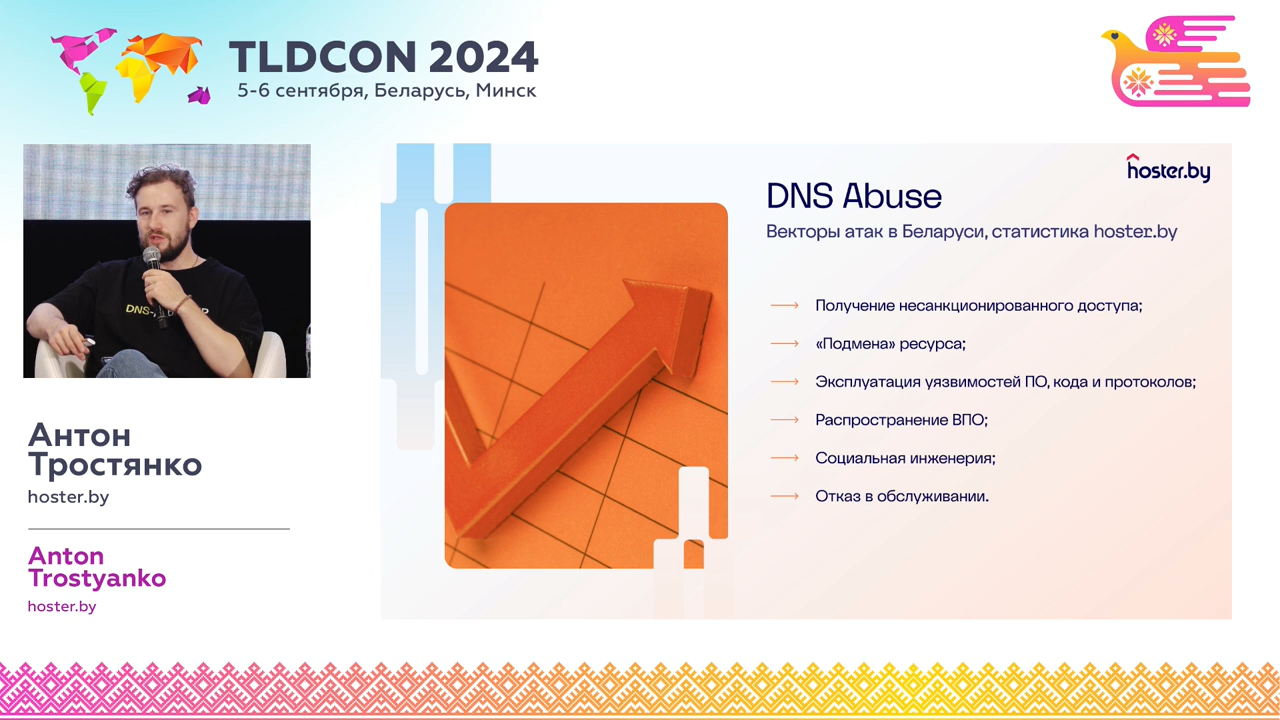 TLDCON 2024
5-6 сентября, Беларусь, Минск
hoster.by
DNS Abuse
Векторы атак в Беларуси, статистика hoster.by
Получение несанкционированного доступа;
«Подмена» ресурса;
Эксплуатация уязвимостей ПО, кода и протоколов;
Распространение ВПО;
Социальная инженерия;
Отказ в обслуживании.
Антон
Тростянко
hoster.by
Anton
Trostyanko
hoster.by